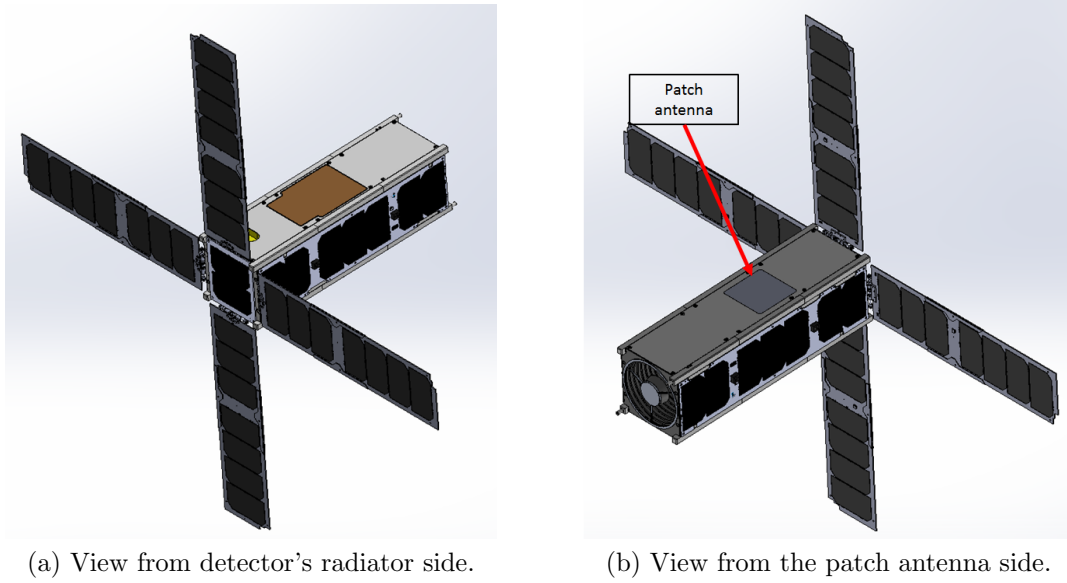 Patch
antenna
(a) View from detector's radiator side.
(b) View from the patch antenna side.